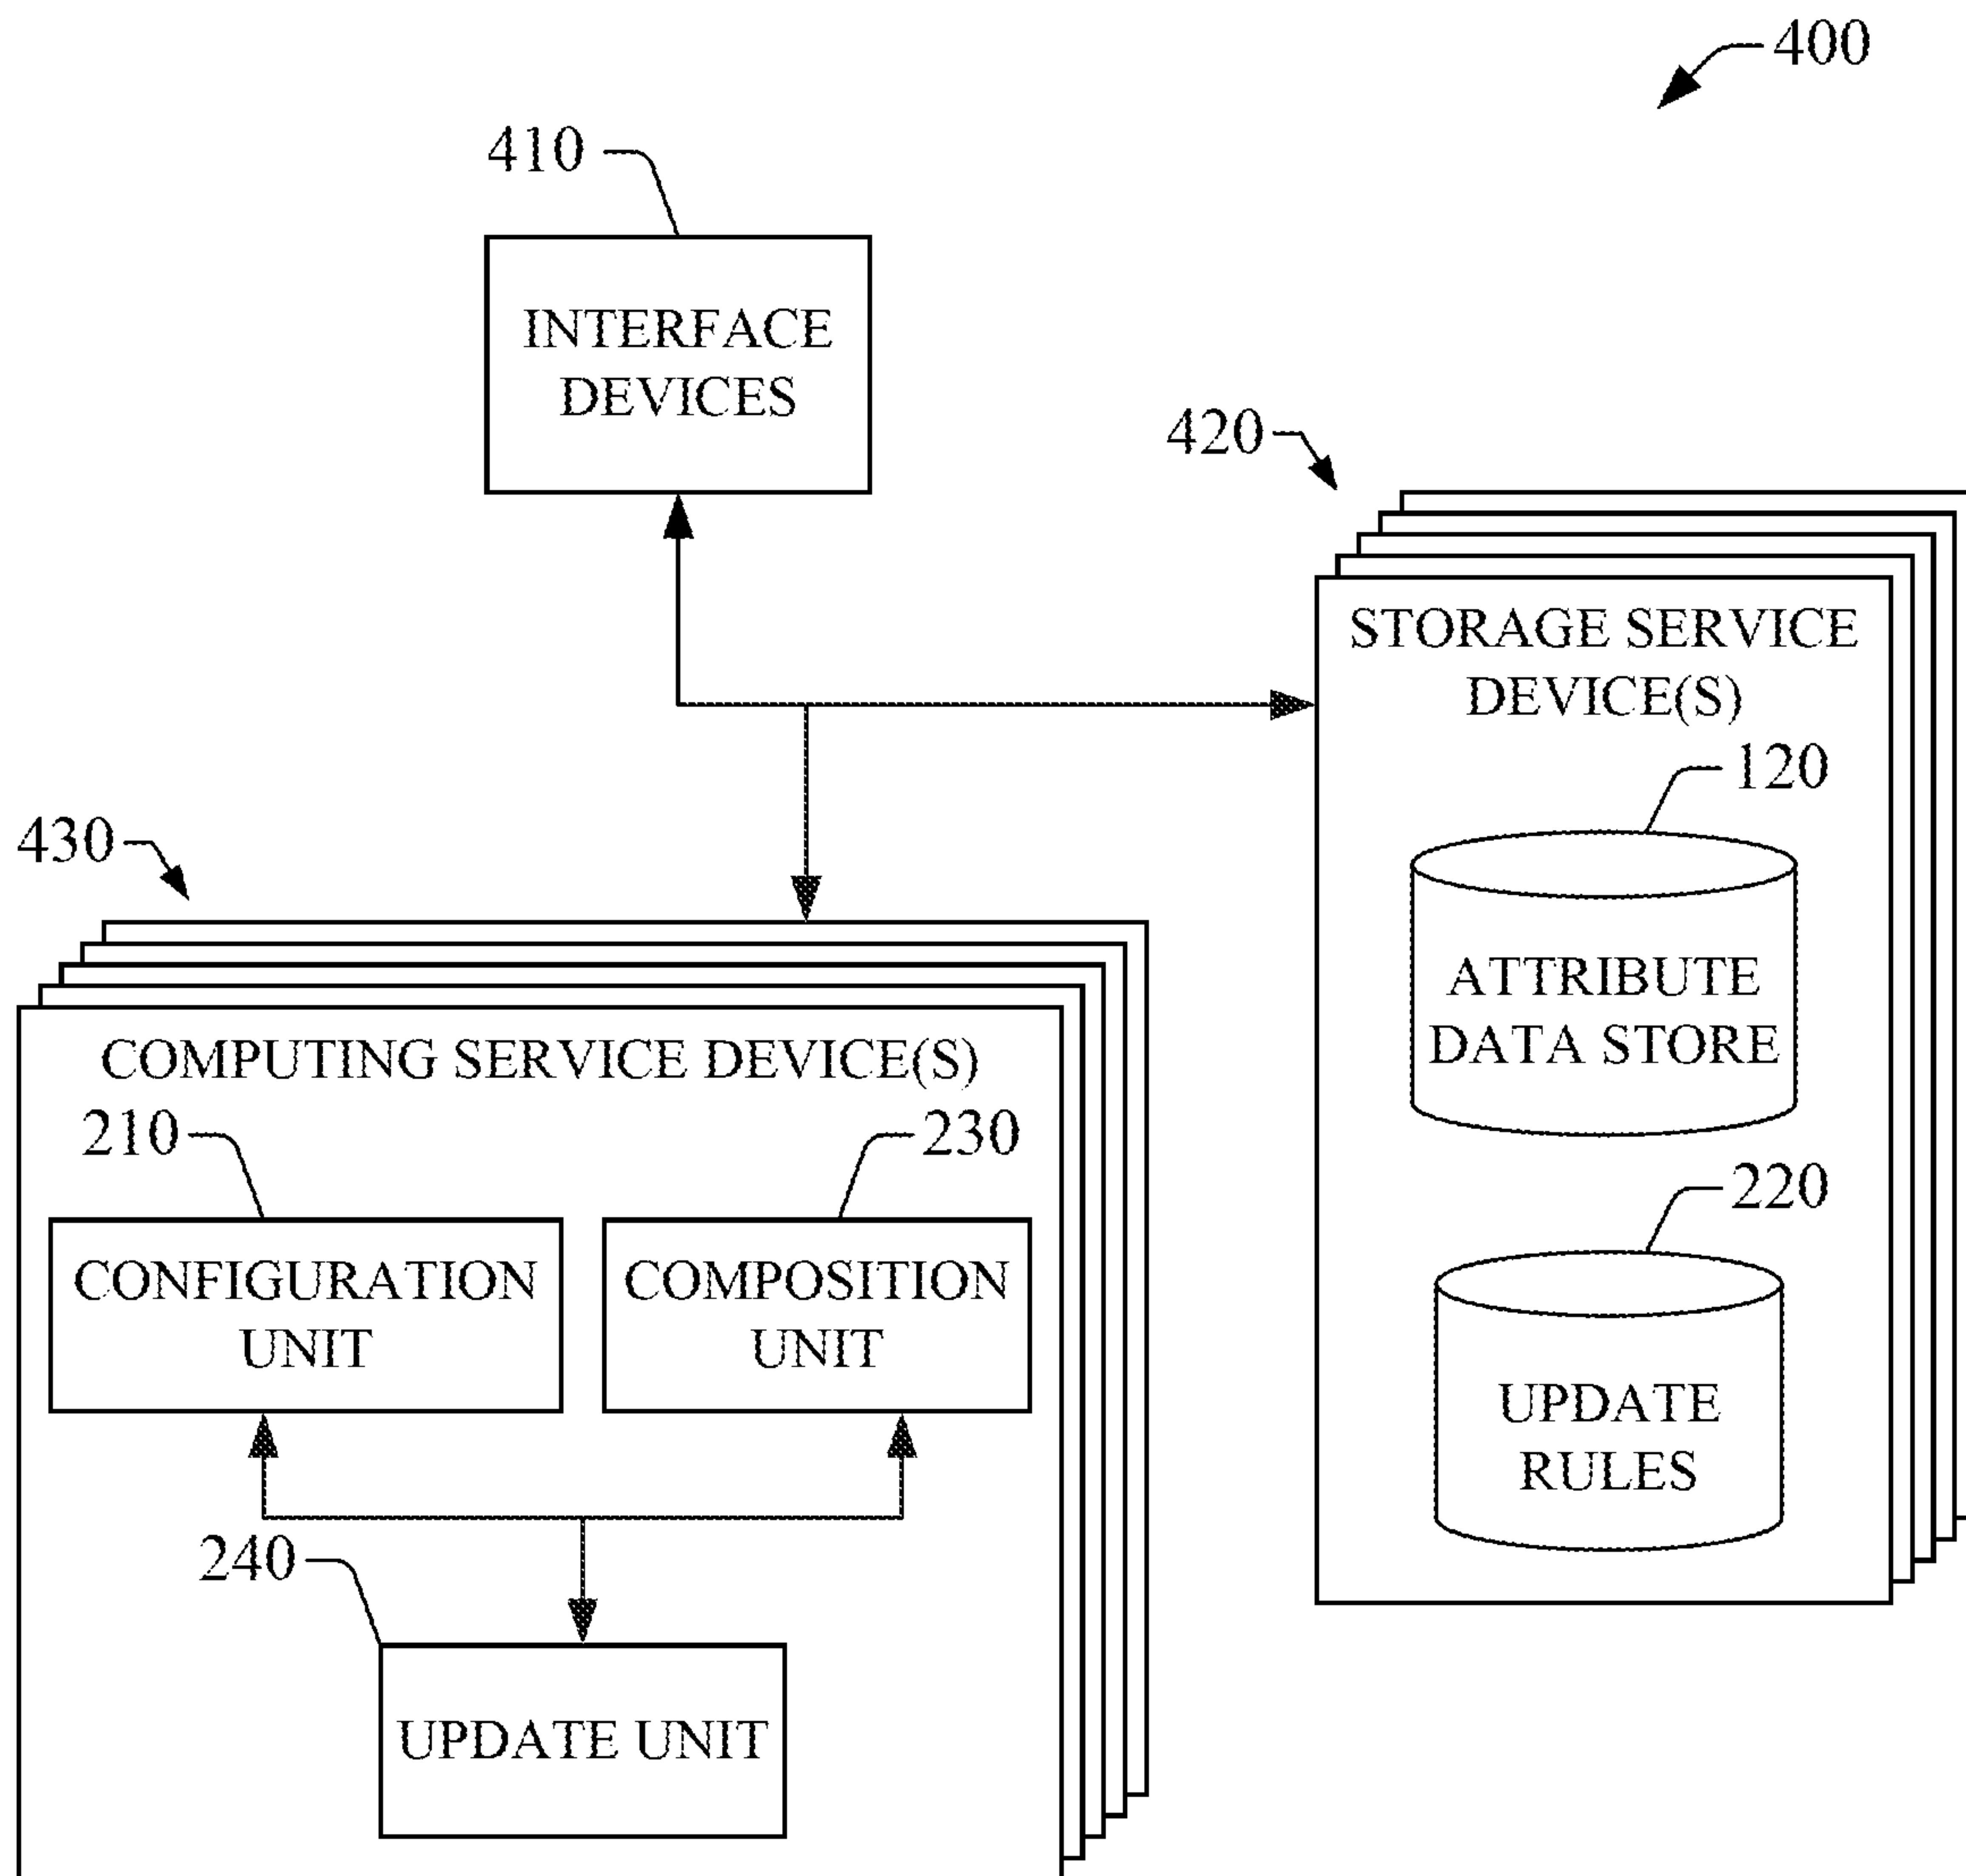 400
410
INTERFACE
DEVICES
420
STORAGE SERVICE
DEVICE(S)
120
ATTRIBUTE
DATA STORE
220
UPDATE
RULES
430
COMPUTING SERVICE DEVICE(S)
210
230
CONFIGURATION
UNIT
COMPOSITION
UNIT
240
UPDATE UNIT